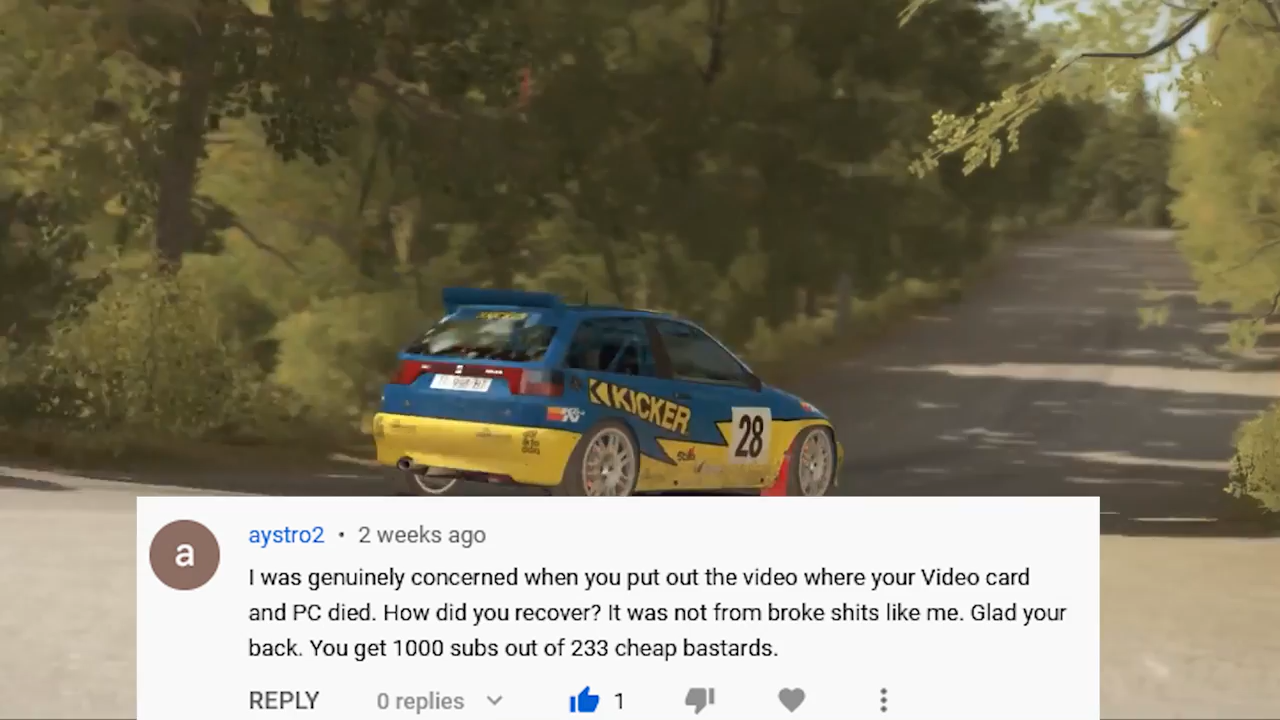 KICKER
28
aystro2 • 2 weeks ago
I was genuinely concerned when you put out the video where your Video card
and PC died. How did you recover? It was not from broke shits like me. Glad your
back. You get 1000 subs out of 233 cheap bastards.
REPLY 0 replies 1